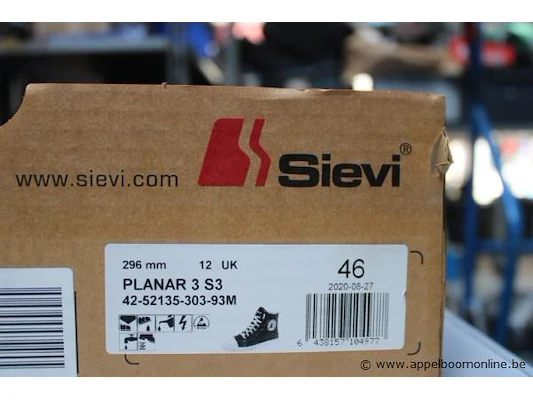 www.sievi.com
Sievi®
296 mm 12 UK
46
PLANAR 3 S3
2020-08-27
42-52135-303-93M
6 438157 104977
© www.appelboomonline.be